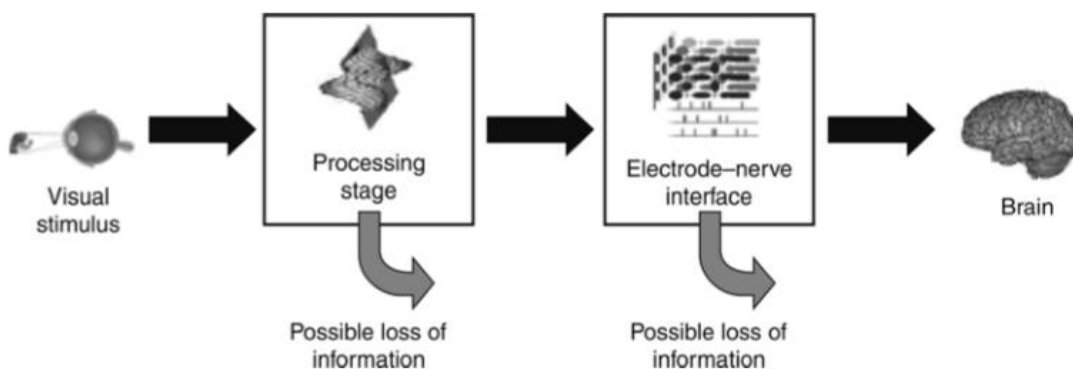 Visual
stimulus
Processing
stage
Electrode–nerve
interface
Brain
Possible loss of
information
Possible loss of
information